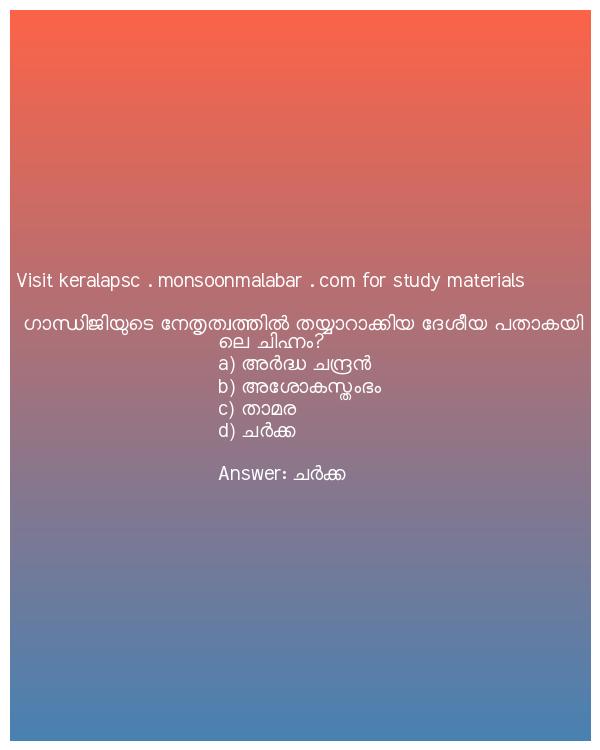 Visit keralapsc . monsoonmalabar . com for study materials
ഗാന്ധിജിയുടെ നേതൃത്വത്തിൽ തയ്യാറാക്കിയ ദേശീയ പതാകയി
ലെ ചിഹ്നം?
a) അർദ്ധ ചന്ദ്രൻ
b) അശോകസ്തംഭം
c) താമര
d) ചർക്ക
Answer: ചർക്ക